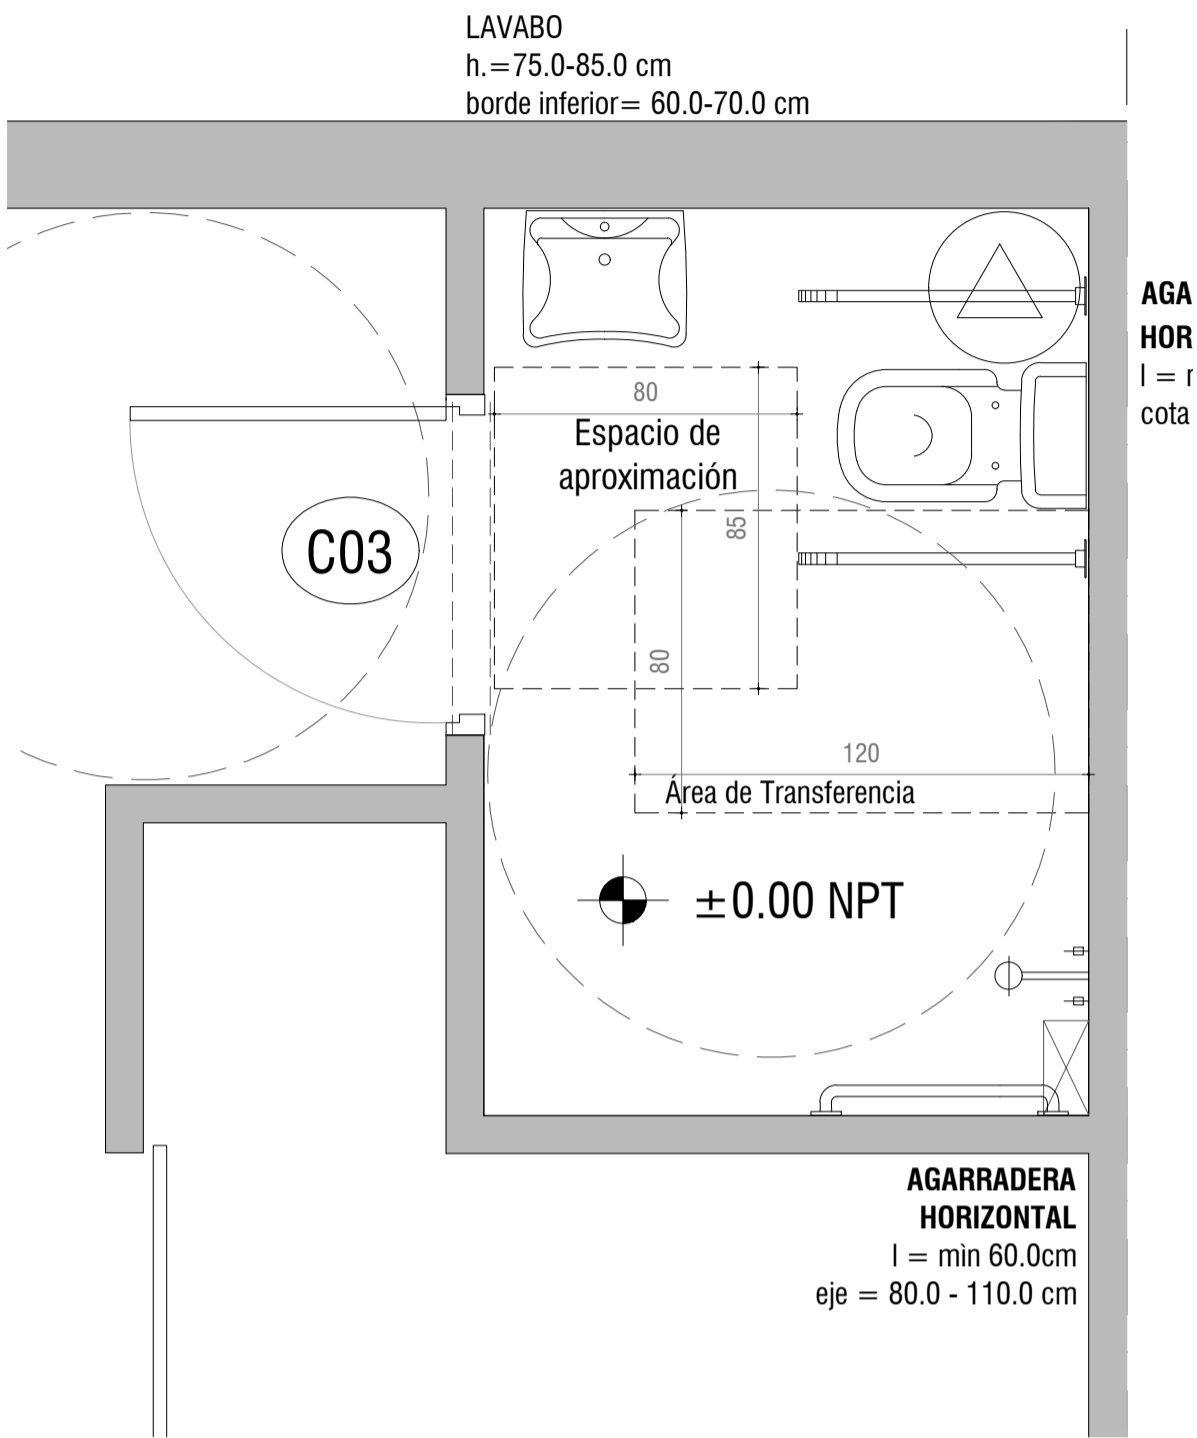 LAVABO
h.=75.0-85.0 cm
borde inferior= 60.0-70.0 cm
80
Espacio de
aproximación
85
C03
80
120
Área de Transferencia
±0.00 NPT
AGARRADERA
HORIZONTAL
l = mìn 60.0cm
eje = 80.0 - 110.0 cm
AGA
HOR
l =
cota